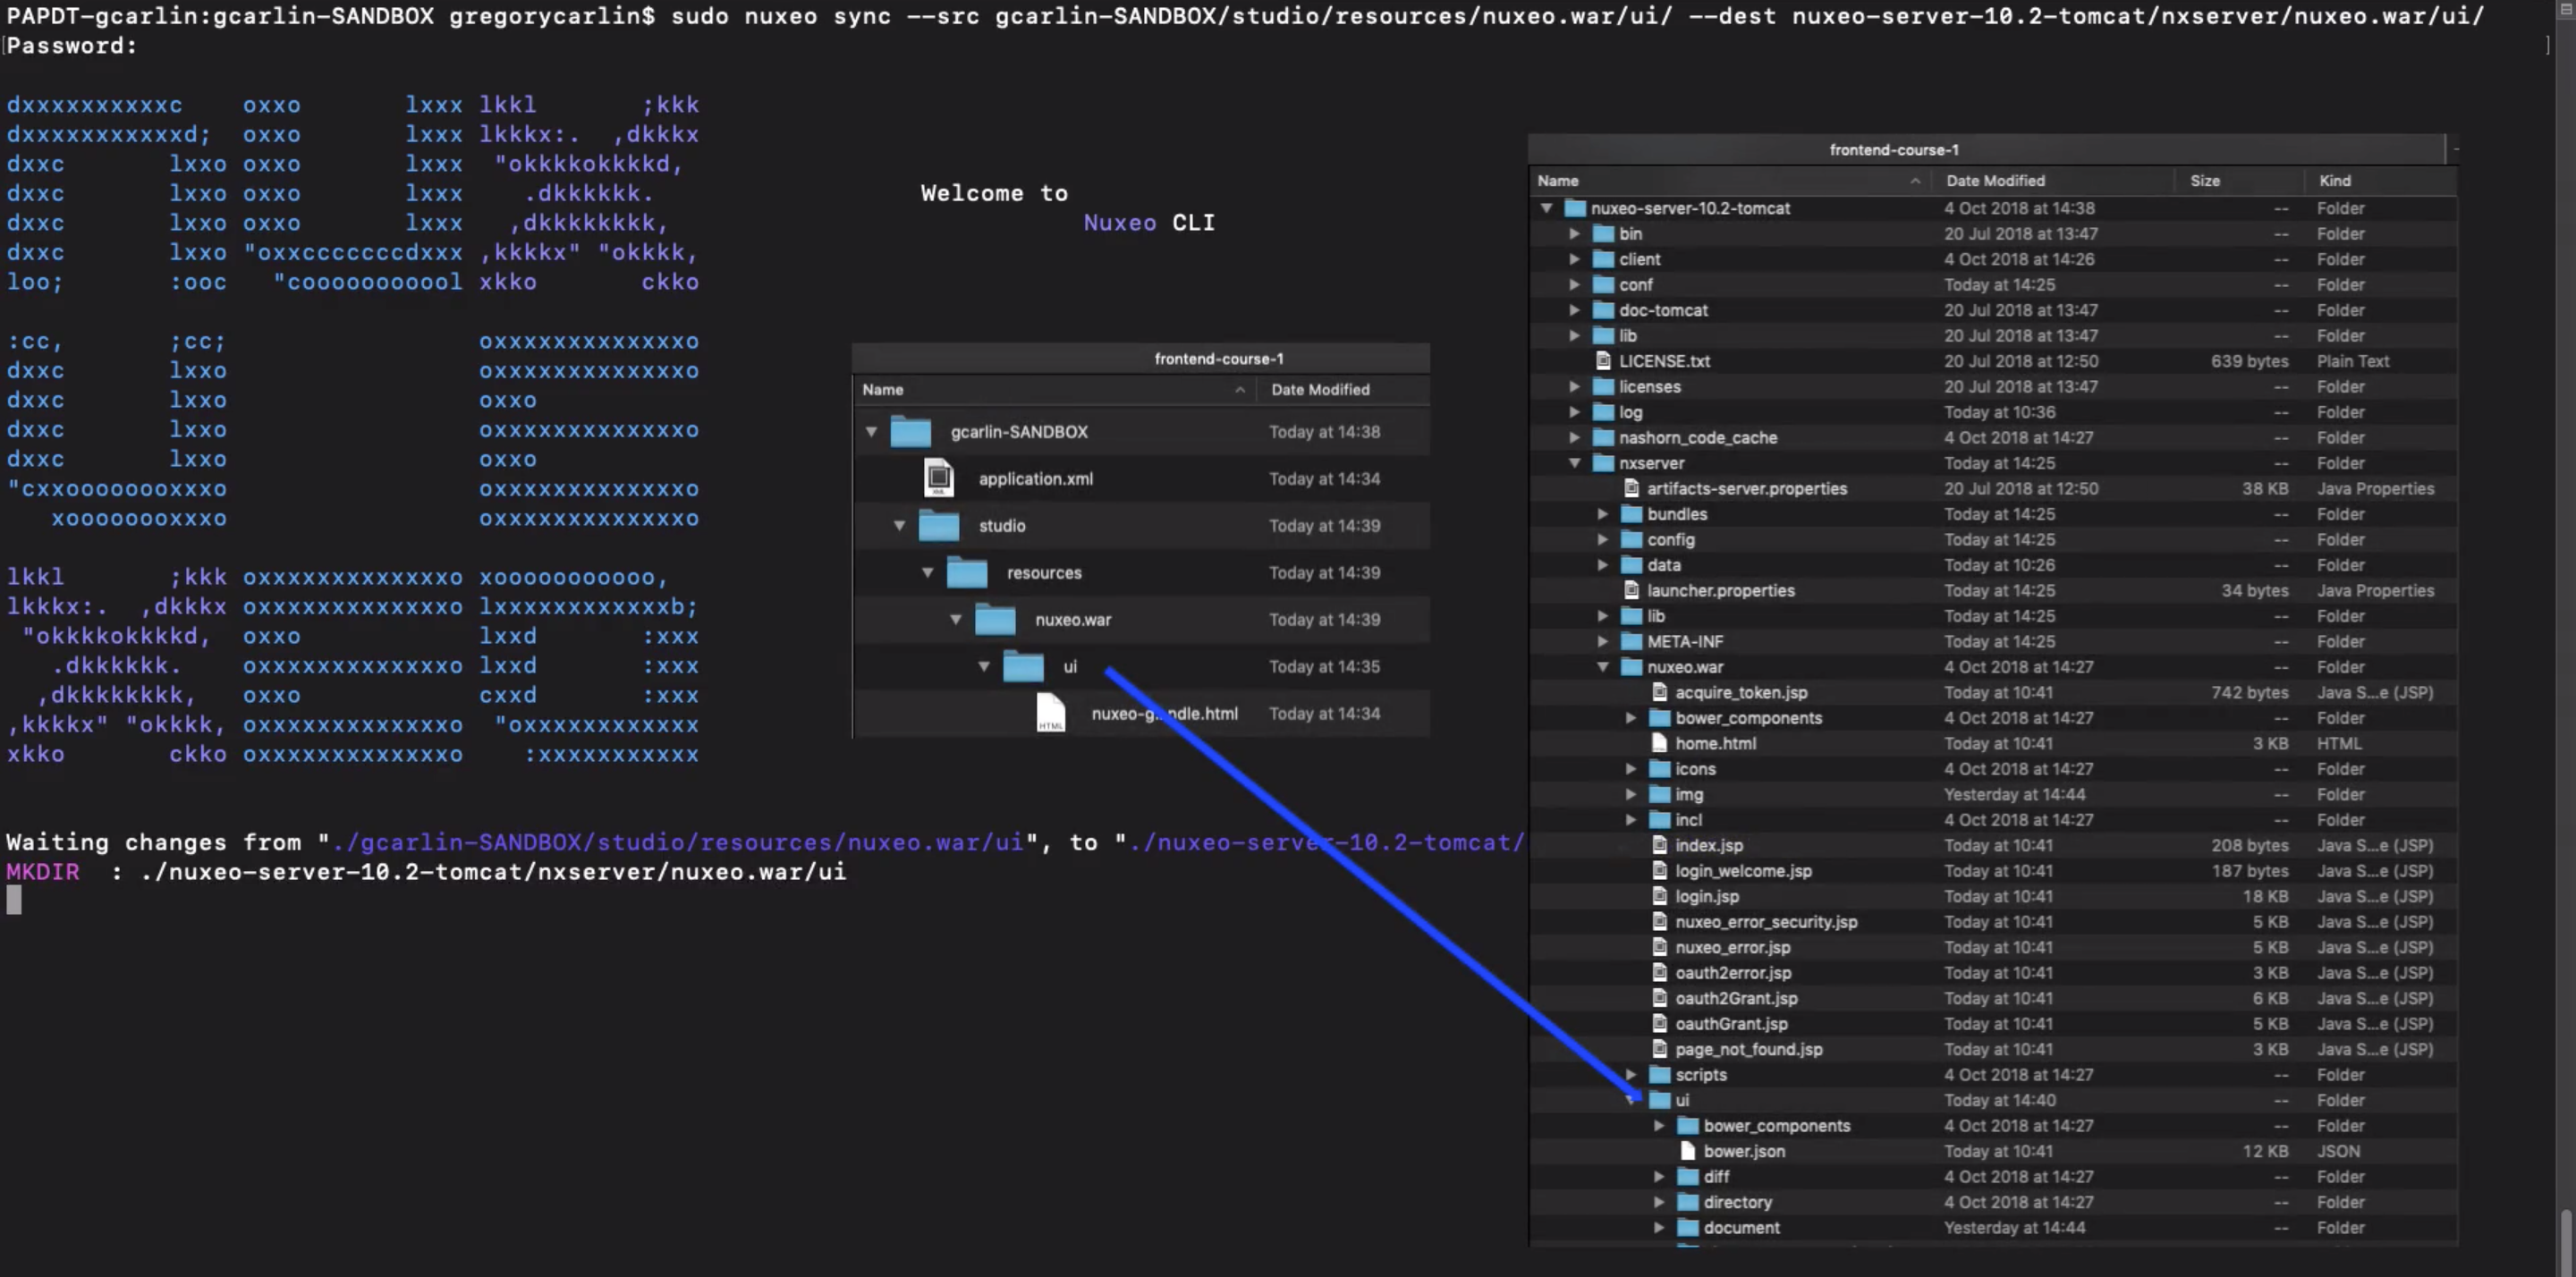 PAPDT-gcarlin:gcarlin-SANDBOX gregorycarlin$ sudo nuxeo sync --src gcarlin-SANDBOX/studio/resources/nuxeo.war/ui/ --dest nuxeo-server-10.2-tomcat/nxserver/nuxeo.war/ui/
[Password: ]
dxxxxxxxxxxc    oxxo       lxxx lkkl       ;kkk
dxxxxxxxxxxxd;  oxxo       lxxx lkkkx:.  ,dkkkx
dxxc       lxxo oxxo       lxxx  "okkkkokkkkd,
dxxc       lxxo oxxo       lxxx    .dkkkkkk.
dxxc       lxxo oxxo       lxxx   ,dkkkkkkkk,
dxxc       lxxo "oxxcccccccdxxx ,kkkkx" "okkkk,
loo;       :ooc   "coooooooooool xkko       ckko
Welcome to
Nuxeo CLI
:cc,       ;cc;                 oxxxxxxxxxxxxxo
dxxc       lxxo                 oxxxxxxxxxxxxxo
dxxc       lxxo                 oxxo
dxxc       lxxo                 oxxxxxxxxxxxxxo
dxxc       lxxo                 oxxo
"cxxoooooooxxxo                 oxxxxxxxxxxxxxo
   xoooooooxxxo                 oxxxxxxxxxxxxxo
lkkl       ;kkk oxxxxxxxxxxxxxo xooooooooooo,
lkkkx:.  ,dkkkx oxxxxxxxxxxxxxo lxxxxxxxxxxxxb;
 "okkkkokkkkd,  oxxo            lxxd       :xxx
   .dkkkkkk.    oxxxxxxxxxxxxxo lxxd       :xxx
  ,dkkkkkkkk,   oxxo            cxxd       :xxx
,kkkkx" "okkkk, oxxxxxxxxxxxxxo  "oxxxxxxxxxxxx
xkko       ckko oxxxxxxxxxxxxxo    :xxxxxxxxxxx
Waiting changes from "./gcarlin-SANDBOX/studio/resources/nuxeo.war/ui", to "./nuxeo-server-10.2-tomcat/
MKDIR  : ./nuxeo-server-10.2-tomcat/nxserver/nuxeo.war/ui
frontend-course-1
Name Date Modified
gcarlin-SANDBOX Today at 14:38
application.xml Today at 14:34
studio Today at 14:39
resources Today at 14:39
nuxeo.war Today at 14:39
ui Today at 14:35
HTML Today at 14:34
frontend-course-1
Name Date Modified Size Kind
nuxeo-server-10.2-tomcat 4 Oct 2018 at 14:38 -- Folder
bin 20 Jul 2018 at 13:47 -- Folder
client 4 Oct 2018 at 14:26 -- Folder
conf Today at 14:25 -- Folder
doc-tomcat 20 Jul 2018 at 13:47 -- Folder
lib 20 Jul 2018 at 13:47 -- Folder
LICENSE.txt 20 Jul 2018 at 12:50 639 bytes Plain Text
licenses 20 Jul 2018 at 13:47 -- Folder
log Today at 10:36 -- Folder
nashorn_code_cache 4 Oct 2018 at 14:27 -- Folder
nxserver Today at 14:25 -- Folder
artifacts-server.properties 20 Jul 2018 at 12:50 38 KB Java Properties
bundles Today at 14:25 -- Folder
config Today at 14:25 -- Folder
data Today at 10:26 -- Folder
launcher.properties Today at 14:25 34 bytes Java Properties
lib Today at 14:25 -- Folder
META-INF Today at 14:25 -- Folder
nuxeo.war 4 Oct 2018 at 14:27 -- Folder
acquire_token.jsp Today at 10:41 742 bytes Java S...e (JSP)
bower_components 4 Oct 2018 at 14:27 -- Folder
home.html Today at 10:41 3 KB HTML
icons 4 Oct 2018 at 14:27 -- Folder
img Yesterday at 14:44 -- Folder
incl 4 Oct 2018 at 14:27 -- Folder
index.jsp Today at 10:41 208 bytes Java S...e (JSP)
login_welcome.jsp Today at 10:41 187 bytes Java S...e (JSP)
login.jsp Today at 10:41 18 KB Java S...e (JSP)
nuxeo_error_security.jsp Today at 10:41 5 KB Java S...e (JSP)
nuxeo_error.jsp Today at 10:41 5 KB Java S...e (JSP)
oauth2error.jsp Today at 10:41 3 KB Java S...e (JSP)
oauth2Grant.jsp Today at 10:41 6 KB Java S...e (JSP)
oauthGrant.jsp Today at 10:41 5 KB Java S...e (JSP)
page_not_found.jsp Today at 10:41 3 KB Java S...e (JSP)
scripts 4 Oct 2018 at 14:27 -- Folder
ui Today at 14:40 -- Folder
bower_components 4 Oct 2018 at 14:27 -- Folder
bower.json Today at 10:41 12 KB JSON
diff 4 Oct 2018 at 14:27 -- Folder
directory 4 Oct 2018 at 14:27 -- Folder
document Yesterday at 14:44 -- Folder